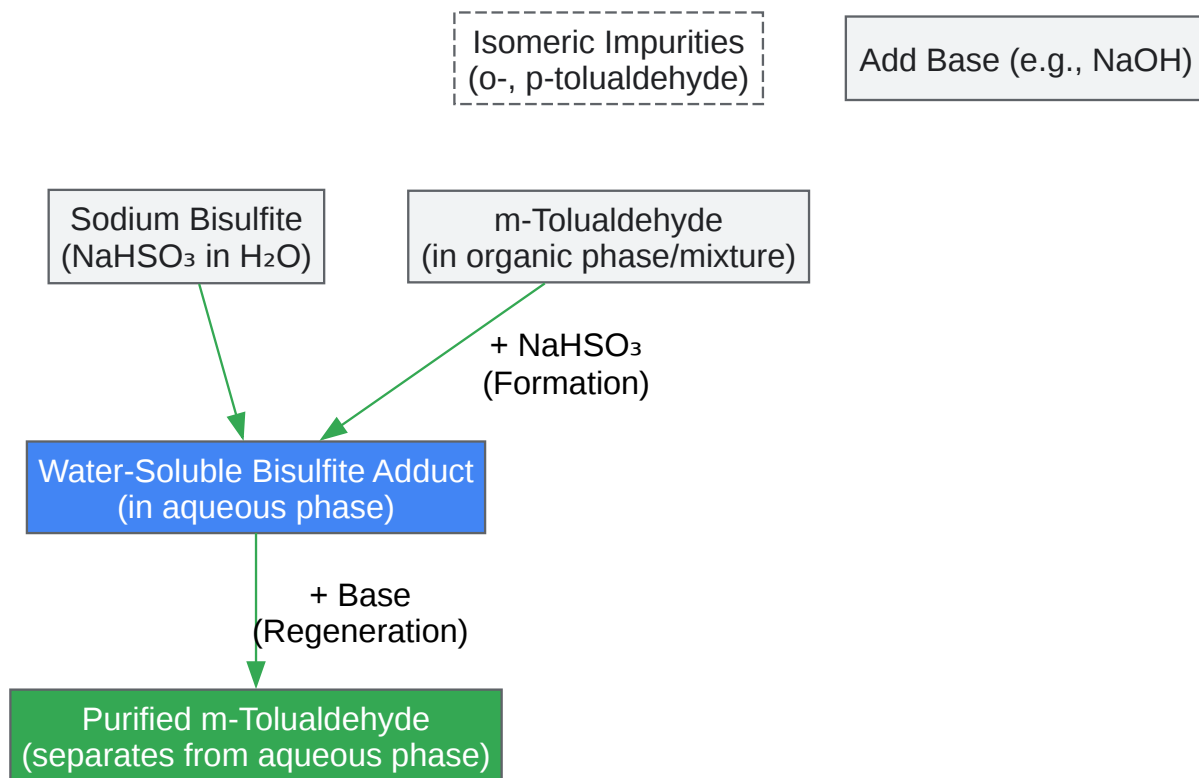 Isomeric Impurities
(o-, p-tolualdehyde)
Add Base (e.g., NaOH)
Sodium Bisulfite
(NaHSO₃ in H₂O)
m-Tolualdehyde
(in organic phase/mixture)
+ NaHSO₃
(Formation)
Water-Soluble Bisulfite Adduct
(in aqueous phase)
+ Base
(Regeneration)
Purified m-Tolualdehyde
(separates from aqueous phase)